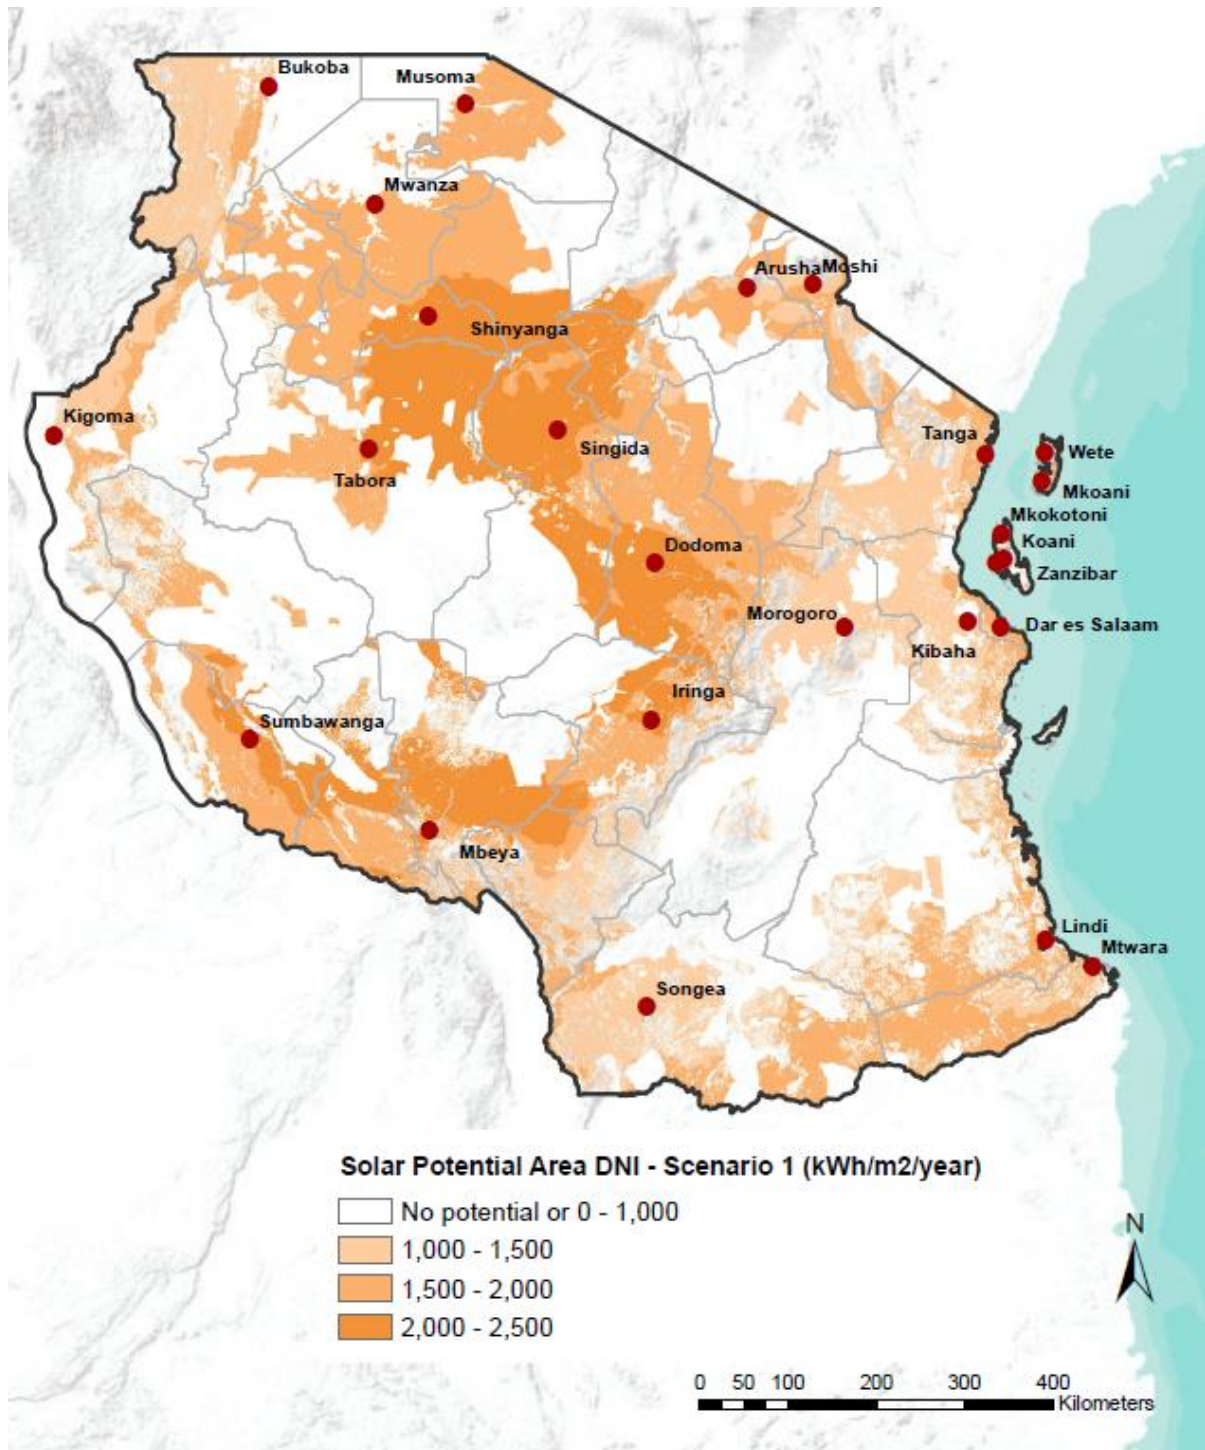 Bukoba
Musoma
Mwanza
Arusha
Moshi
Shinyanga
Kigoma
Singida
Tabora
Tanga
Wete
Mkoani
Mkokotoni
Koani
Zanzibar
Dodoma
Morogoro
Dar es Salaam
Kibaha
Iringa
Sumbawanga
Mbeya
Lindi
Mtwara
Songea
Solar Potential Area DNI - Scenario 1 (kWh/m2/year)
No potential or 0 - 1,000
1,000 - 1,500
1,500 - 2,000
2,000 - 2,500
N
0 50 100 200 300 400
Kilometers